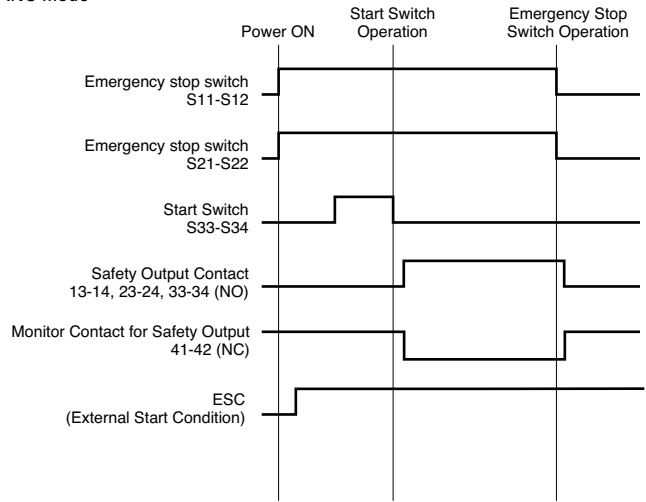 Start Switch
Operation
Emergency Stop
Switch Operation
Power ON
Emergency stop switch
S11-S12
Emergency stop switch
S21-S22
Start Switch
S33-S34
Safety Output Contact
13-14, 23-24, 33-34 (NO)
Monitor Contact for Safety Output
41-42 (NC)
ESC
(External Start Condition)